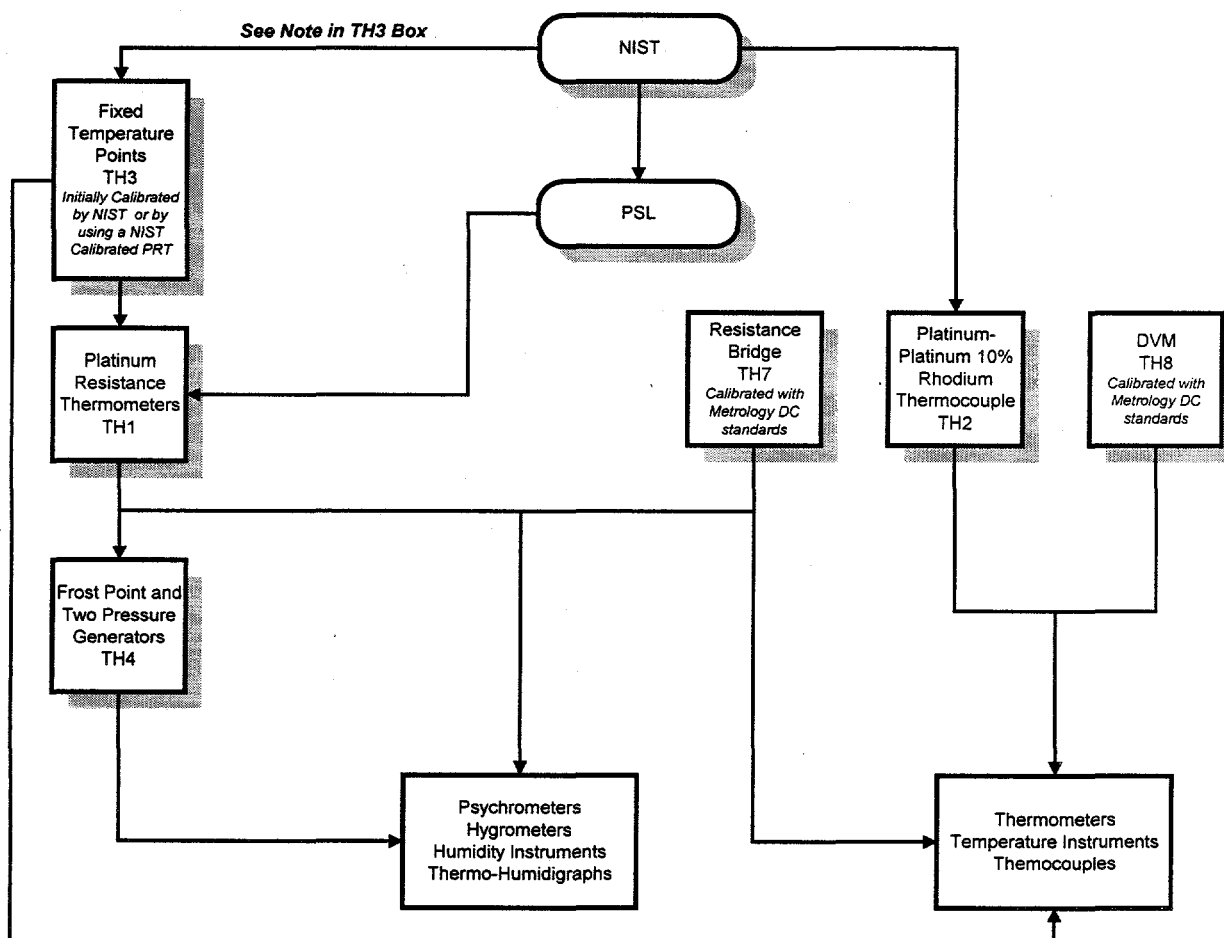 See Note in TH3 Box
NIST
Fixed
Temperature
Points
TH3
Initially Calibrated
by NIST or by
using a NIST
Calibrated PRT
PSL
Platinum
Resistance
Thermometers
TH1
Resistance
Bridge
TH7
Calibrated with
Metrology DC
standards
Platinum-
Platinum 10%
Rhodium
Thermocouple
TH2
DVM
TH8
Calibrated with
Metrology DC
standards
Frost Point and
Two Pressure
Generators
TH4
Psychrometers
Hygrometers
Humidity Instruments
Thermo-Humidigraphs
Thermometers
Temperature Instruments
Themocouples